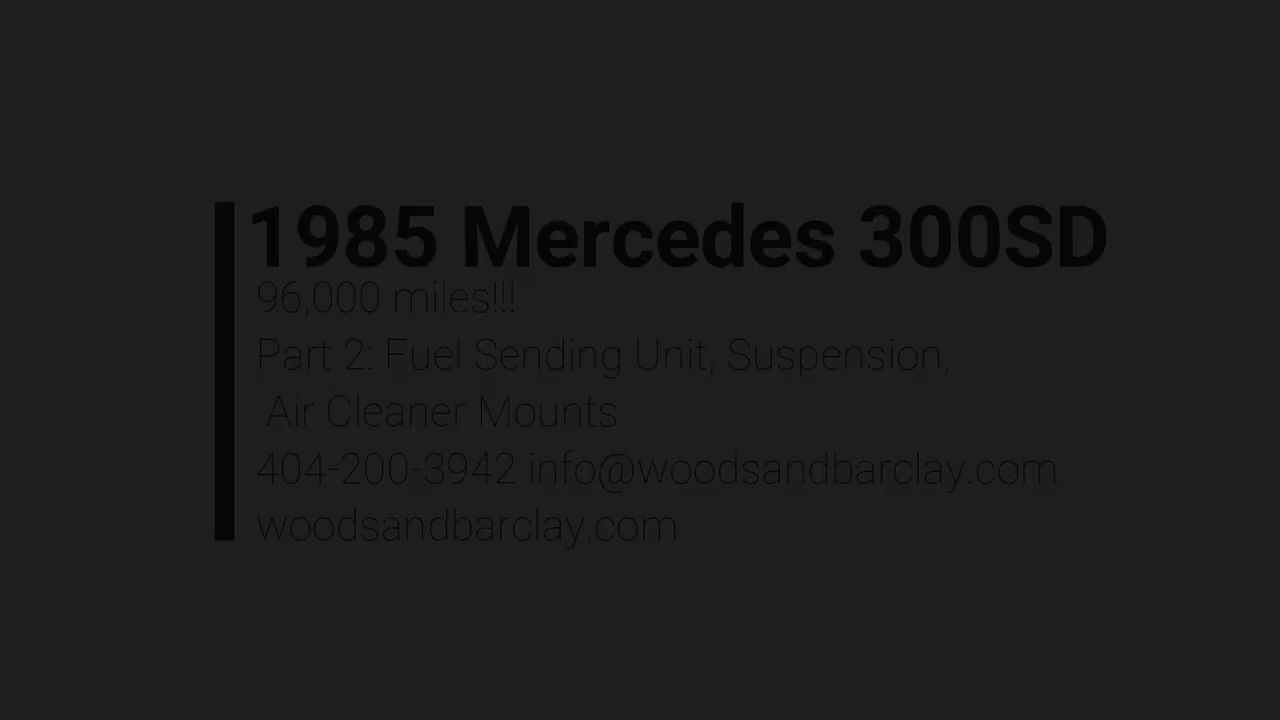 1985 Mercedes 300SD
96,000 miles!!!
Part 2: Fuel Sending Unit, Suspension,
Air Cleaner Mounts
404-200-3942 info@woodsandbarclay.com
woodsandbarclay.com